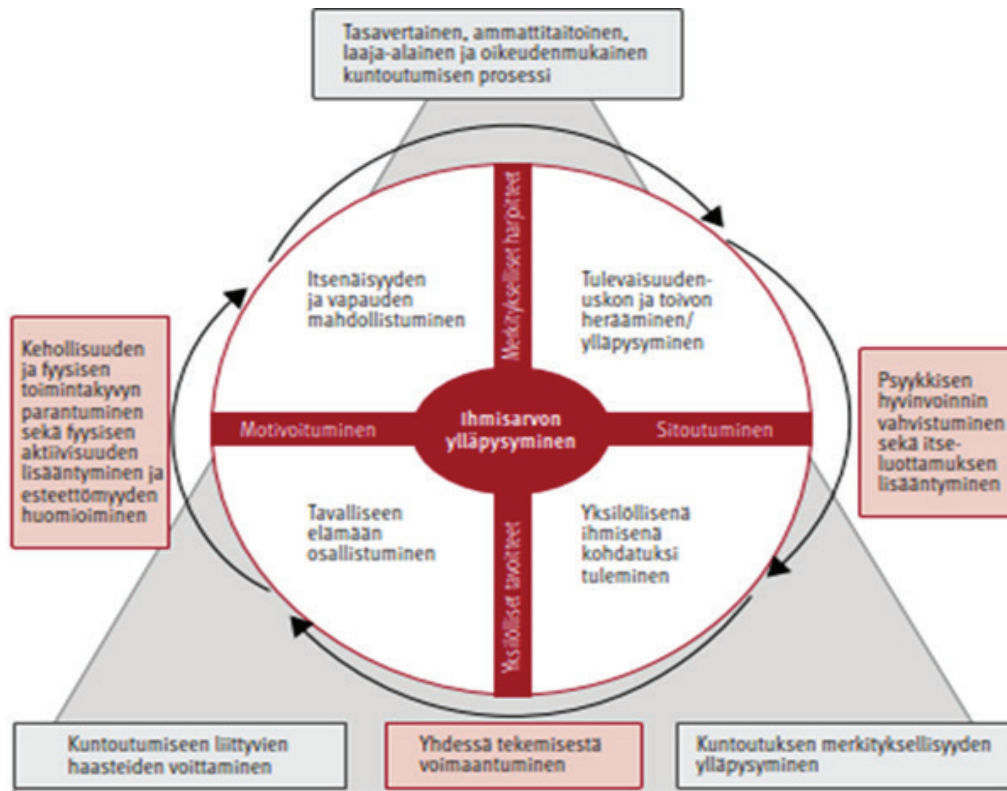 Tasavertainen, ammattitaitoinen,
laaja-alainen ja oikeudenmukainen
kuntoutumisen prosessi
Merkitykselliset harjoitteet
Itsenäisyyden
ja vapauden
mahdollistuminen
Tulevaisuuden-
uskon ja toivon
herääminen/
ylläpysyminen
Kehollisuuden
ja fyysisen
toimintakyvyn
parantuminen
sekä fyysisen
aktiivisuuden
lisääntyminen ja
esteettömyyden
huomioiminen
Motivoituminen
Ihmisarvon
ylläpysyminen
Sitoutuminen
Psyykkisen
hyvinvoinnin
vahvistuminen
sekä itse-
luottamuksen
lisääntyminen
Tavalliseen
elämään
osallistuminen
Yksilöllisenä
ihmisenä
kohdatuksi
tuleminen
Yksilölliset tavoitteet
Kuntoutumiseen liittyvien
haasteiden voittaminen
Yhdessä tekemisestä
voimaantuminen
Kuntoutuksen merkityksellisyyden
ylläpysyminen